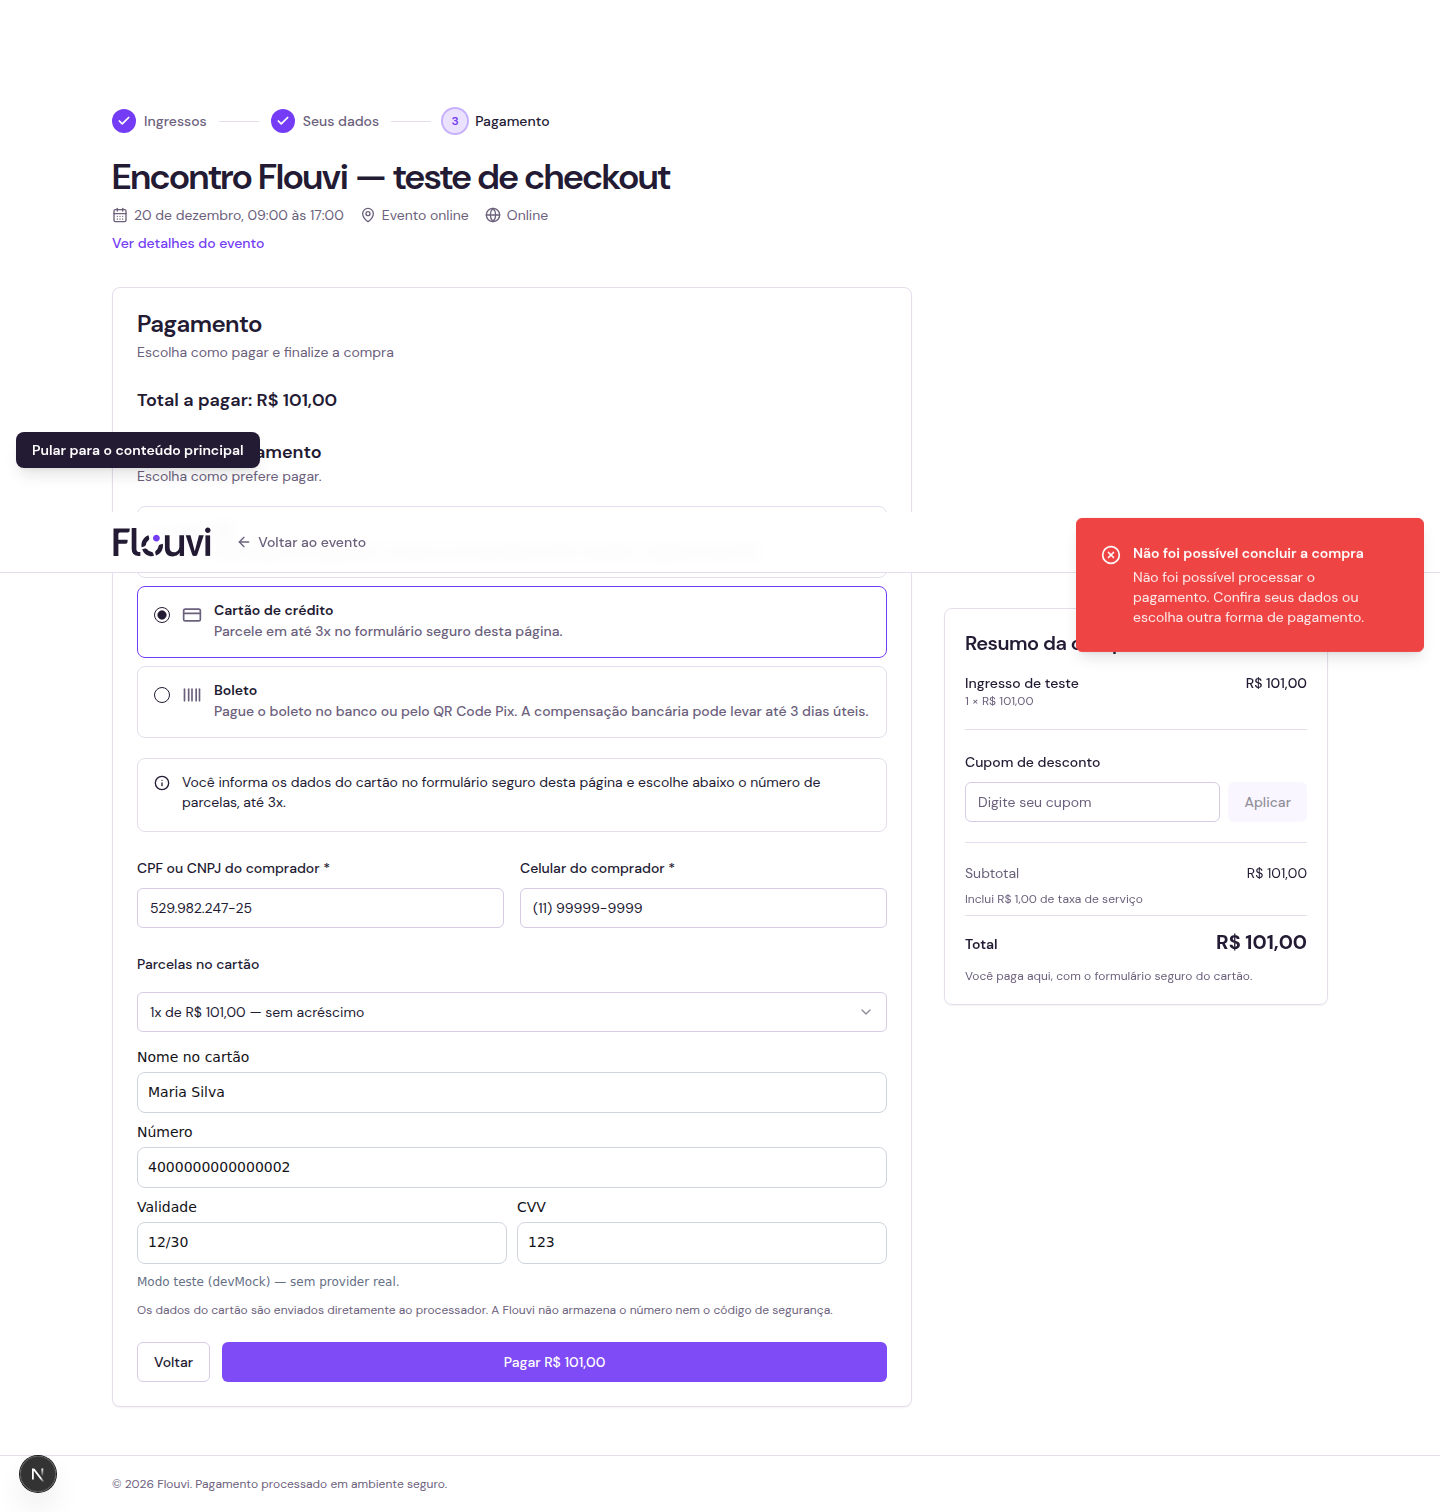 Ingressos
Seus dados
3 Pagamento
Encontro Flouvi — teste de checkout
20 de dezembro, 09:00 às 17:00
Evento online
Online
Ver detalhes do evento
Pagamento
Escolha como pagar e finalize a compra
Total a pagar: R$ 101,00
Pular para o conteúdo principal
Escolha como prefere pagar.
Flouvi
Voltar ao evento
Não foi possível concluir a compra
Não foi possível processar o
pagamento. Confira seus dados ou
escolha outra forma de pagamento.
Cartão de crédito
Parcele em até 3x no formulário seguro desta página.
Boleto
Pague o boleto no banco ou pelo QR Code Pix. A compensação bancária pode levar até 3 dias úteis.
Você informa os dados do cartão no formulário seguro desta página e escolhe abaixo o número de
parcelas, até 3x.
CPF ou CNPJ do comprador *
Celular do comprador *
529.982.247-25
(11) 99999-9999
Parcelas no cartão
1x de R$ 101,00 — sem acréscimo
Nome no cartão
Maria Silva
Número
4000000000000002
Validade
CVV
12/30
123
Modo teste (devMock) — sem provider real.
Os dados do cartão são enviados diretamente ao processador. A Flouvi não armazena o número nem o código de segurança.
Voltar
Pagar R$ 101,00
Resumo da
Ingresso de teste
R$ 101,00
1 × R$ 101,00
Cupom de desconto
Digite seu cupom
Aplicar
Subtotal
R$ 101,00
Inclui R$ 1,00 de taxa de serviço
Total
R$ 101,00
Você paga aqui, com o formulário seguro do cartão.
N
© 2026 Flouvi. Pagamento processado em ambiente seguro.